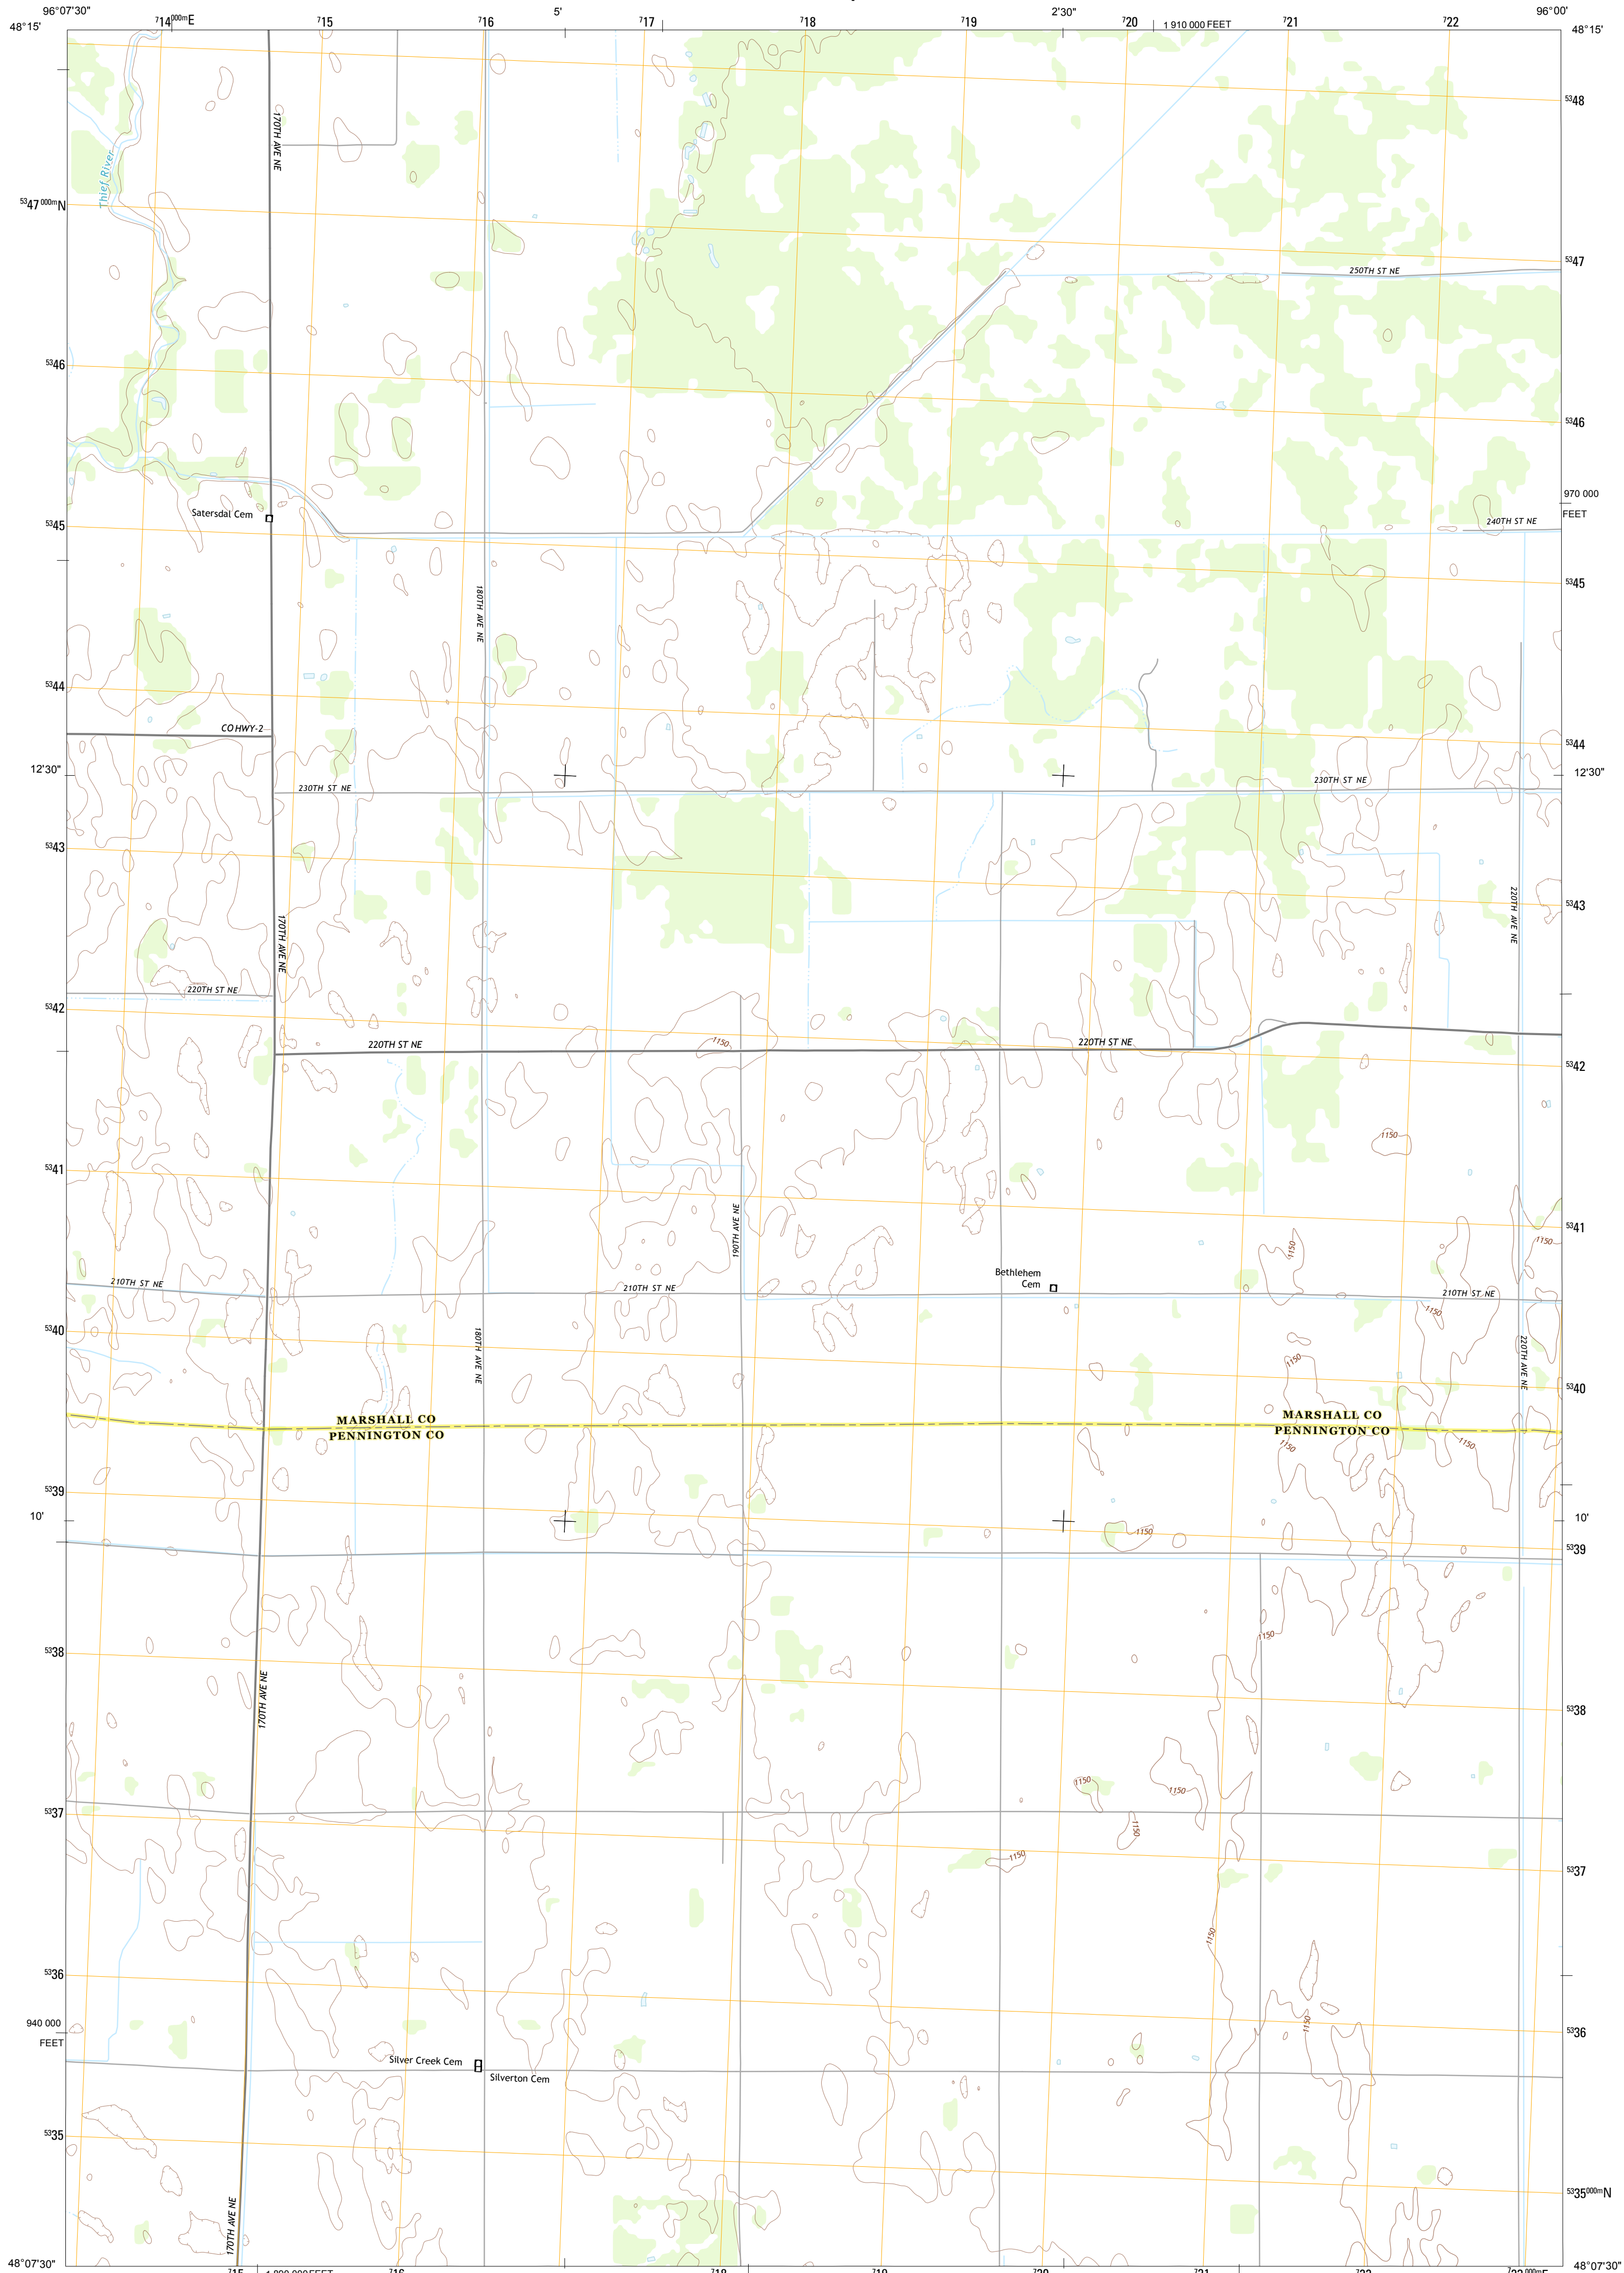 96°07'30"
714000mE
715
716
5'
717
718
719
2'30"
720
1 910 000 FEET
721
722
96°00'
48°15'
48°15'
5348
170TH AVE NE
Thief River
5347000mN
5347
250TH ST NE
5346
5346
970 000
FEET
Satersdal Cem
240TH ST NE
5345
5345
180TH AVE NE
5344
CO HWY-2
5344
12'30"
12'30"
230TH ST NE
230TH ST NE
5343
5343
220TH AVE NE
170TH AVE NE
220TH ST NE
5342
220TH ST NE
1150
220TH ST NE
5342
1150
5341
190TH AVE NE
5341
1150
1150
Bethlehem
Cem
210TH ST NE
210TH ST NE
210TH ST NE
1150
5340
180TH AVE NE
220TH AVE NE
1150
5340
MARSHALL CO
PENNINGTON CO
MARSHALL CO
PENNINGTON CO
1150
1150
5339
10'
10'
1150
5339
1150
5338
170TH AVE NE
5338
1150
1150
5337
1150
1150
5337
1150
5336
940 000
FEET
1150
5336
Silver Creek Cem
Silverton Cem
5335
5335000mN
170TH AVE NE
48°07'30"
48°07'30"